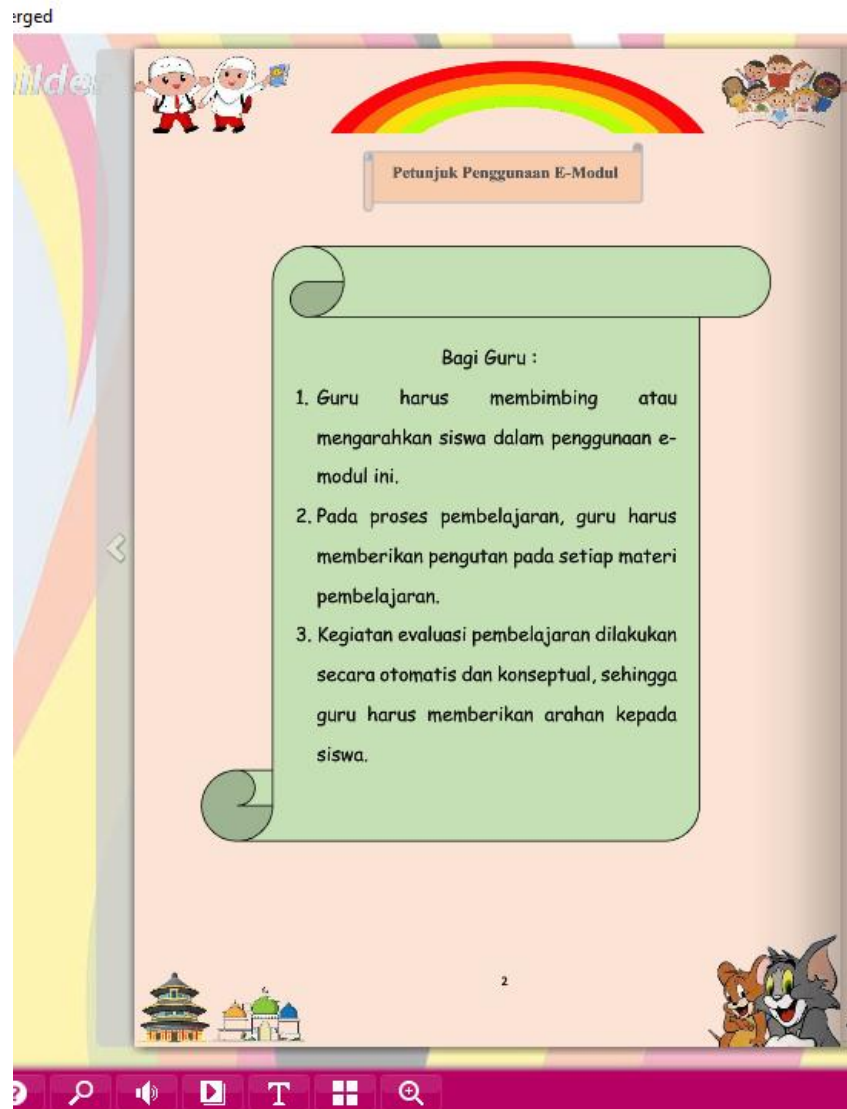 erged
uilder
Petunjuk Penggunaan E-Modul
Bagi Guru :
1. Guru harus membimbing atau
mengarahkan siswa dalam penggunaan e-
modul ini.
2. Pada proses pembelajaran, guru harus
memberikan pengutan pada setiap materi
pembelajaran.
3. Kegiatan evaluasi pembelajaran dilakukan
secara otomatis dan konseptual, sehingga
guru harus memberikan arahan kepada
siswa.
2